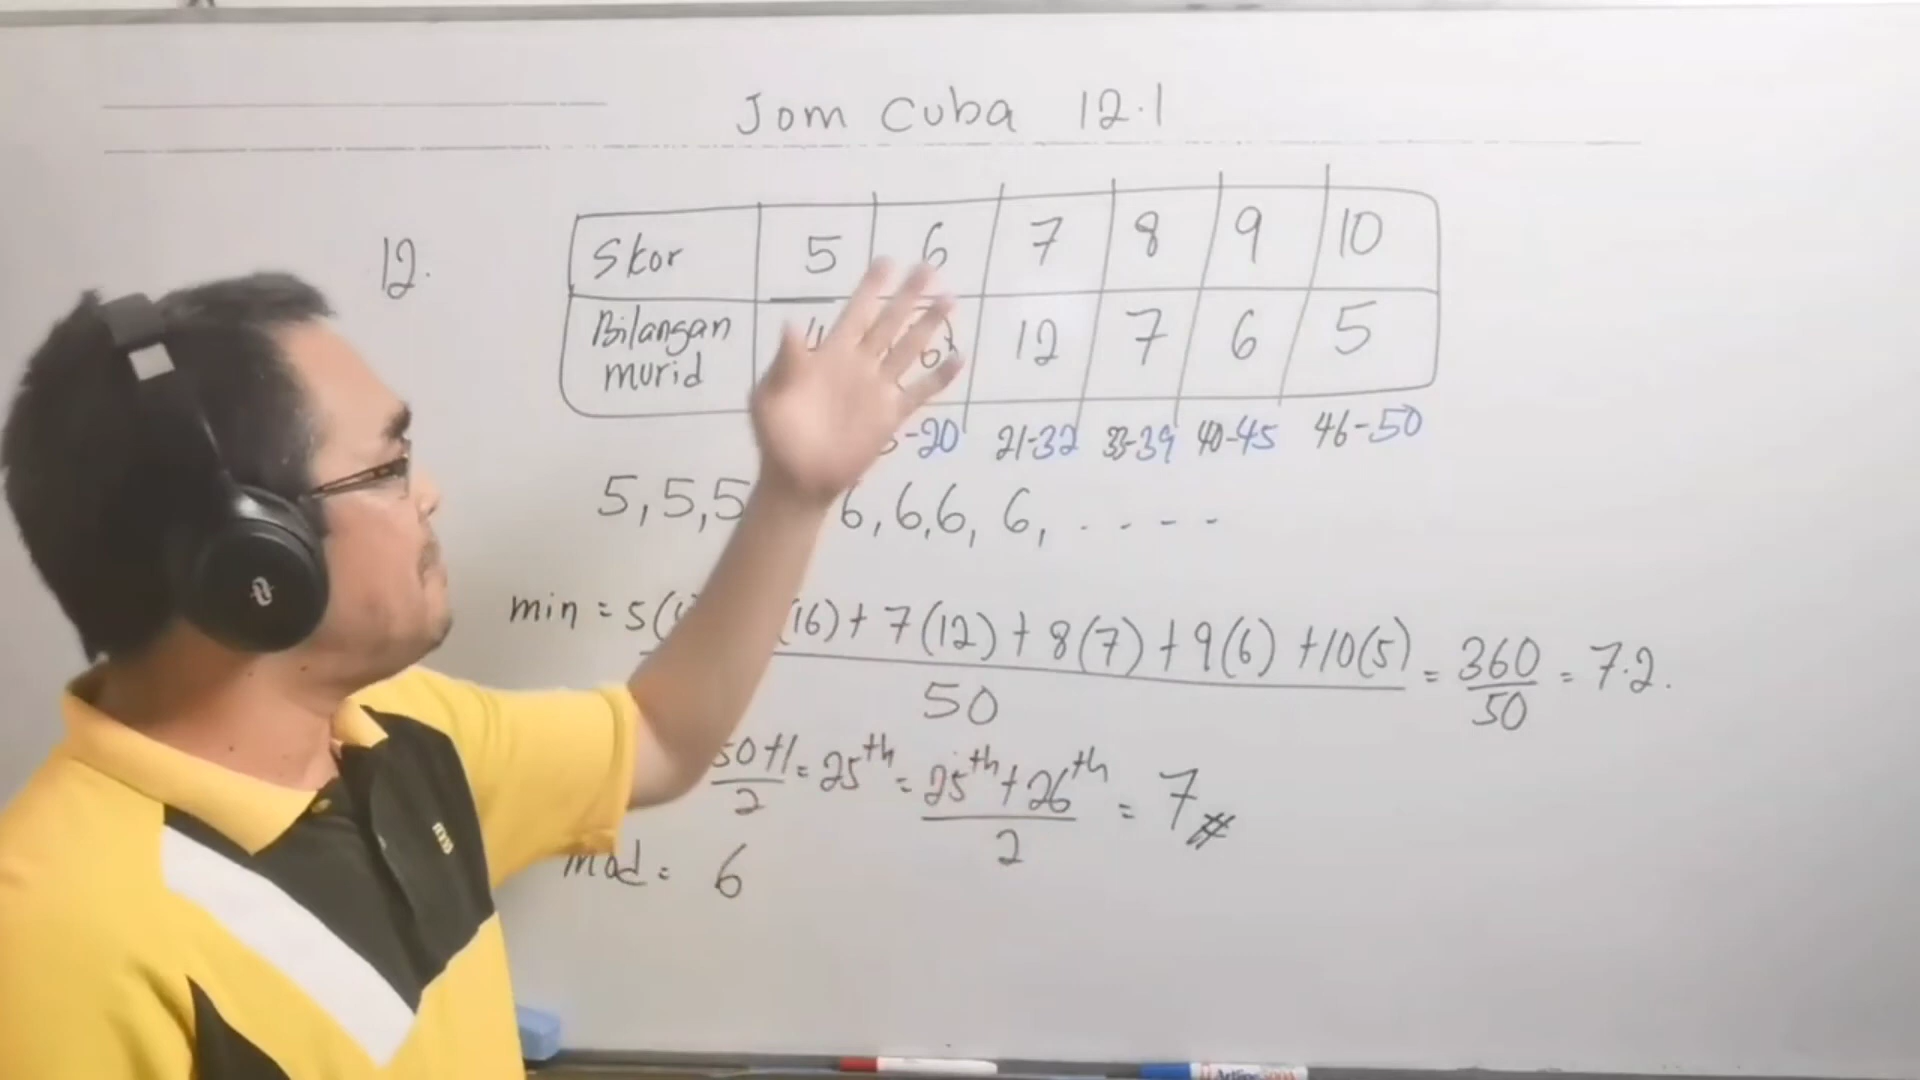 Jom Cuba 12.1
12.
Skor 5 6 7 8 9 10
Bilangan murid 12 7 6 5
-20 21-32 33-39 40-45 46-50
5, 5, 5 6, 6, 6, 6, . - - -
min = 5( (16) + 7(12) + 8(7) + 9(6) + 10(5) = 360 = 7.2.
50 50
50+1 = 25th = 25th + 26th = 7
2 2
mod = 6